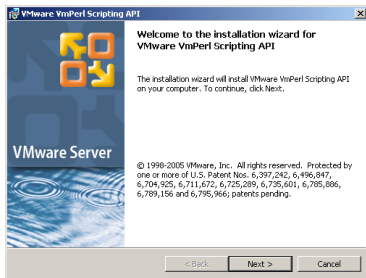 VMware VmPerl Scripting API
Welcome to the installation wizard for
VMware VmPerl Scripting API
The installation wizard will install VMware VmPerl Scripting API
on your computer. To continue, click Next.
VMware Server
© 1998-2005 VMware, Inc. All rights reserved. Protected by
one or more of U.S. Patent Nos. 6,397,242, 6,496,847,
6,704,925, 6,711,672, 6,725,289, 6,735,601, 6,785,886,
6,789,156 and 6,795,966; patents pending.
< Back
Next >
Cancel